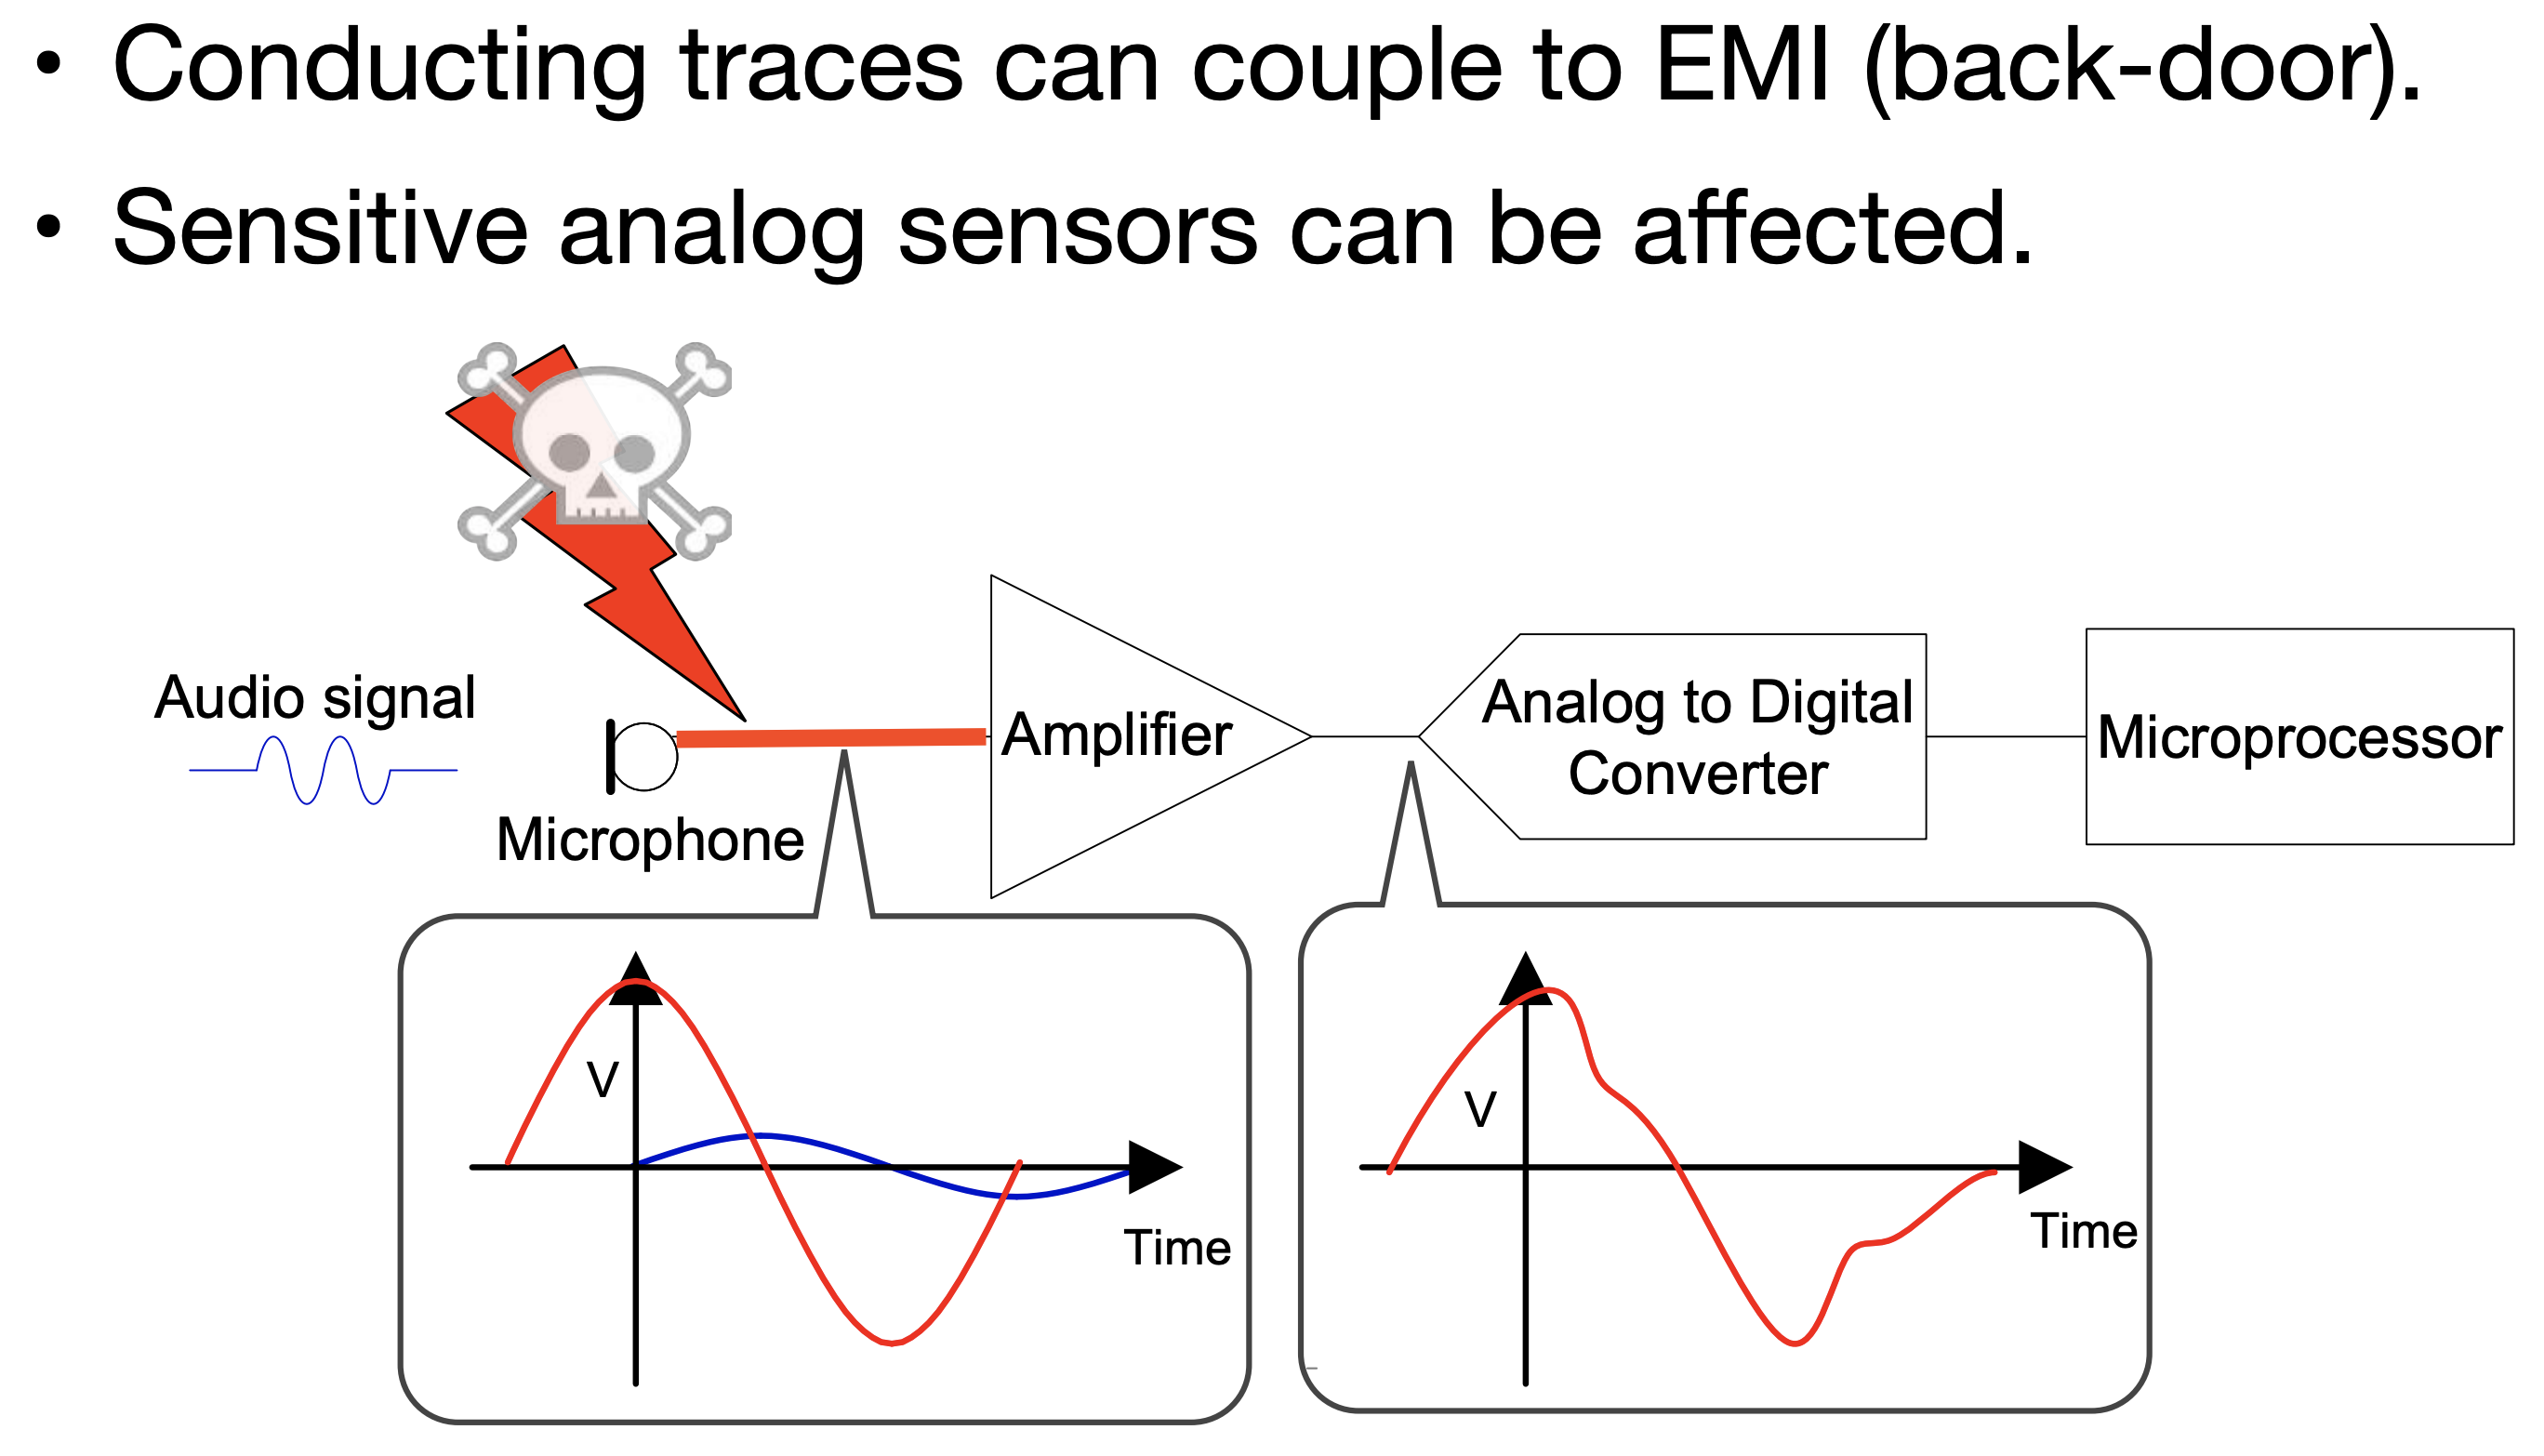 • Conducting traces can couple to EMI (back-door).
• Sensitive analog sensors can be affected.
Audio signal
Microphone
Amplifier
Analog to Digital
Converter
Microprocessor
V
Time
V
Time